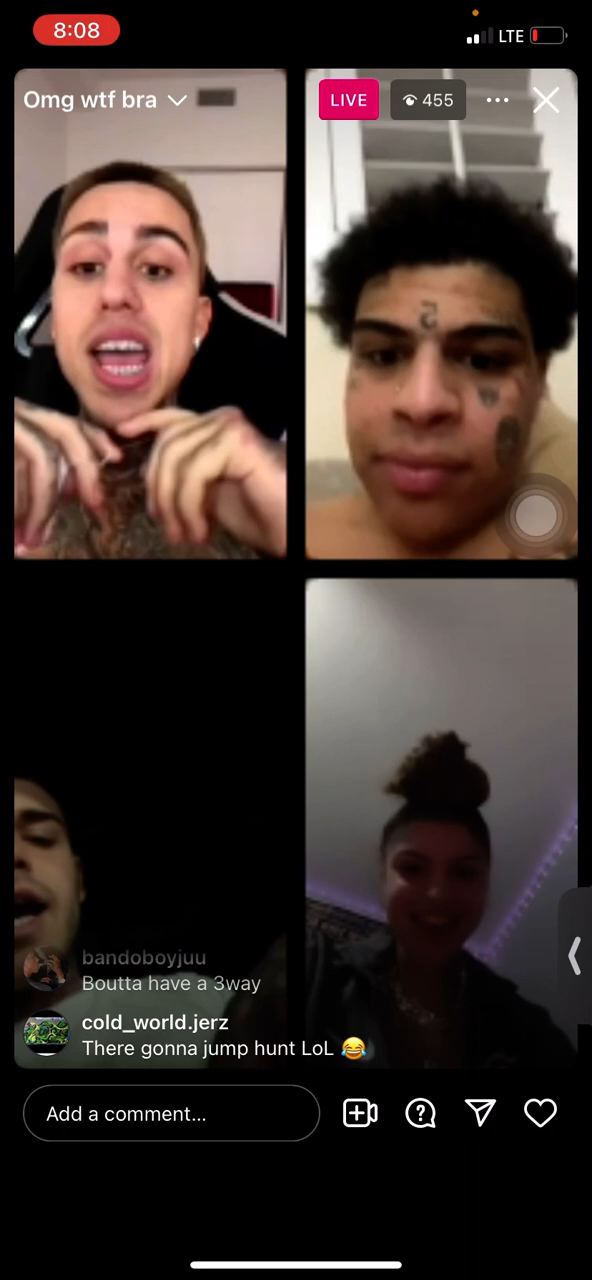 8:08
LTE
Omg wtf bra
LIVE
455
bandoboyjuu
Boutta have a 3way
cold_world.jerz
There gonna jump hunt LoL 😂
Add a comment...